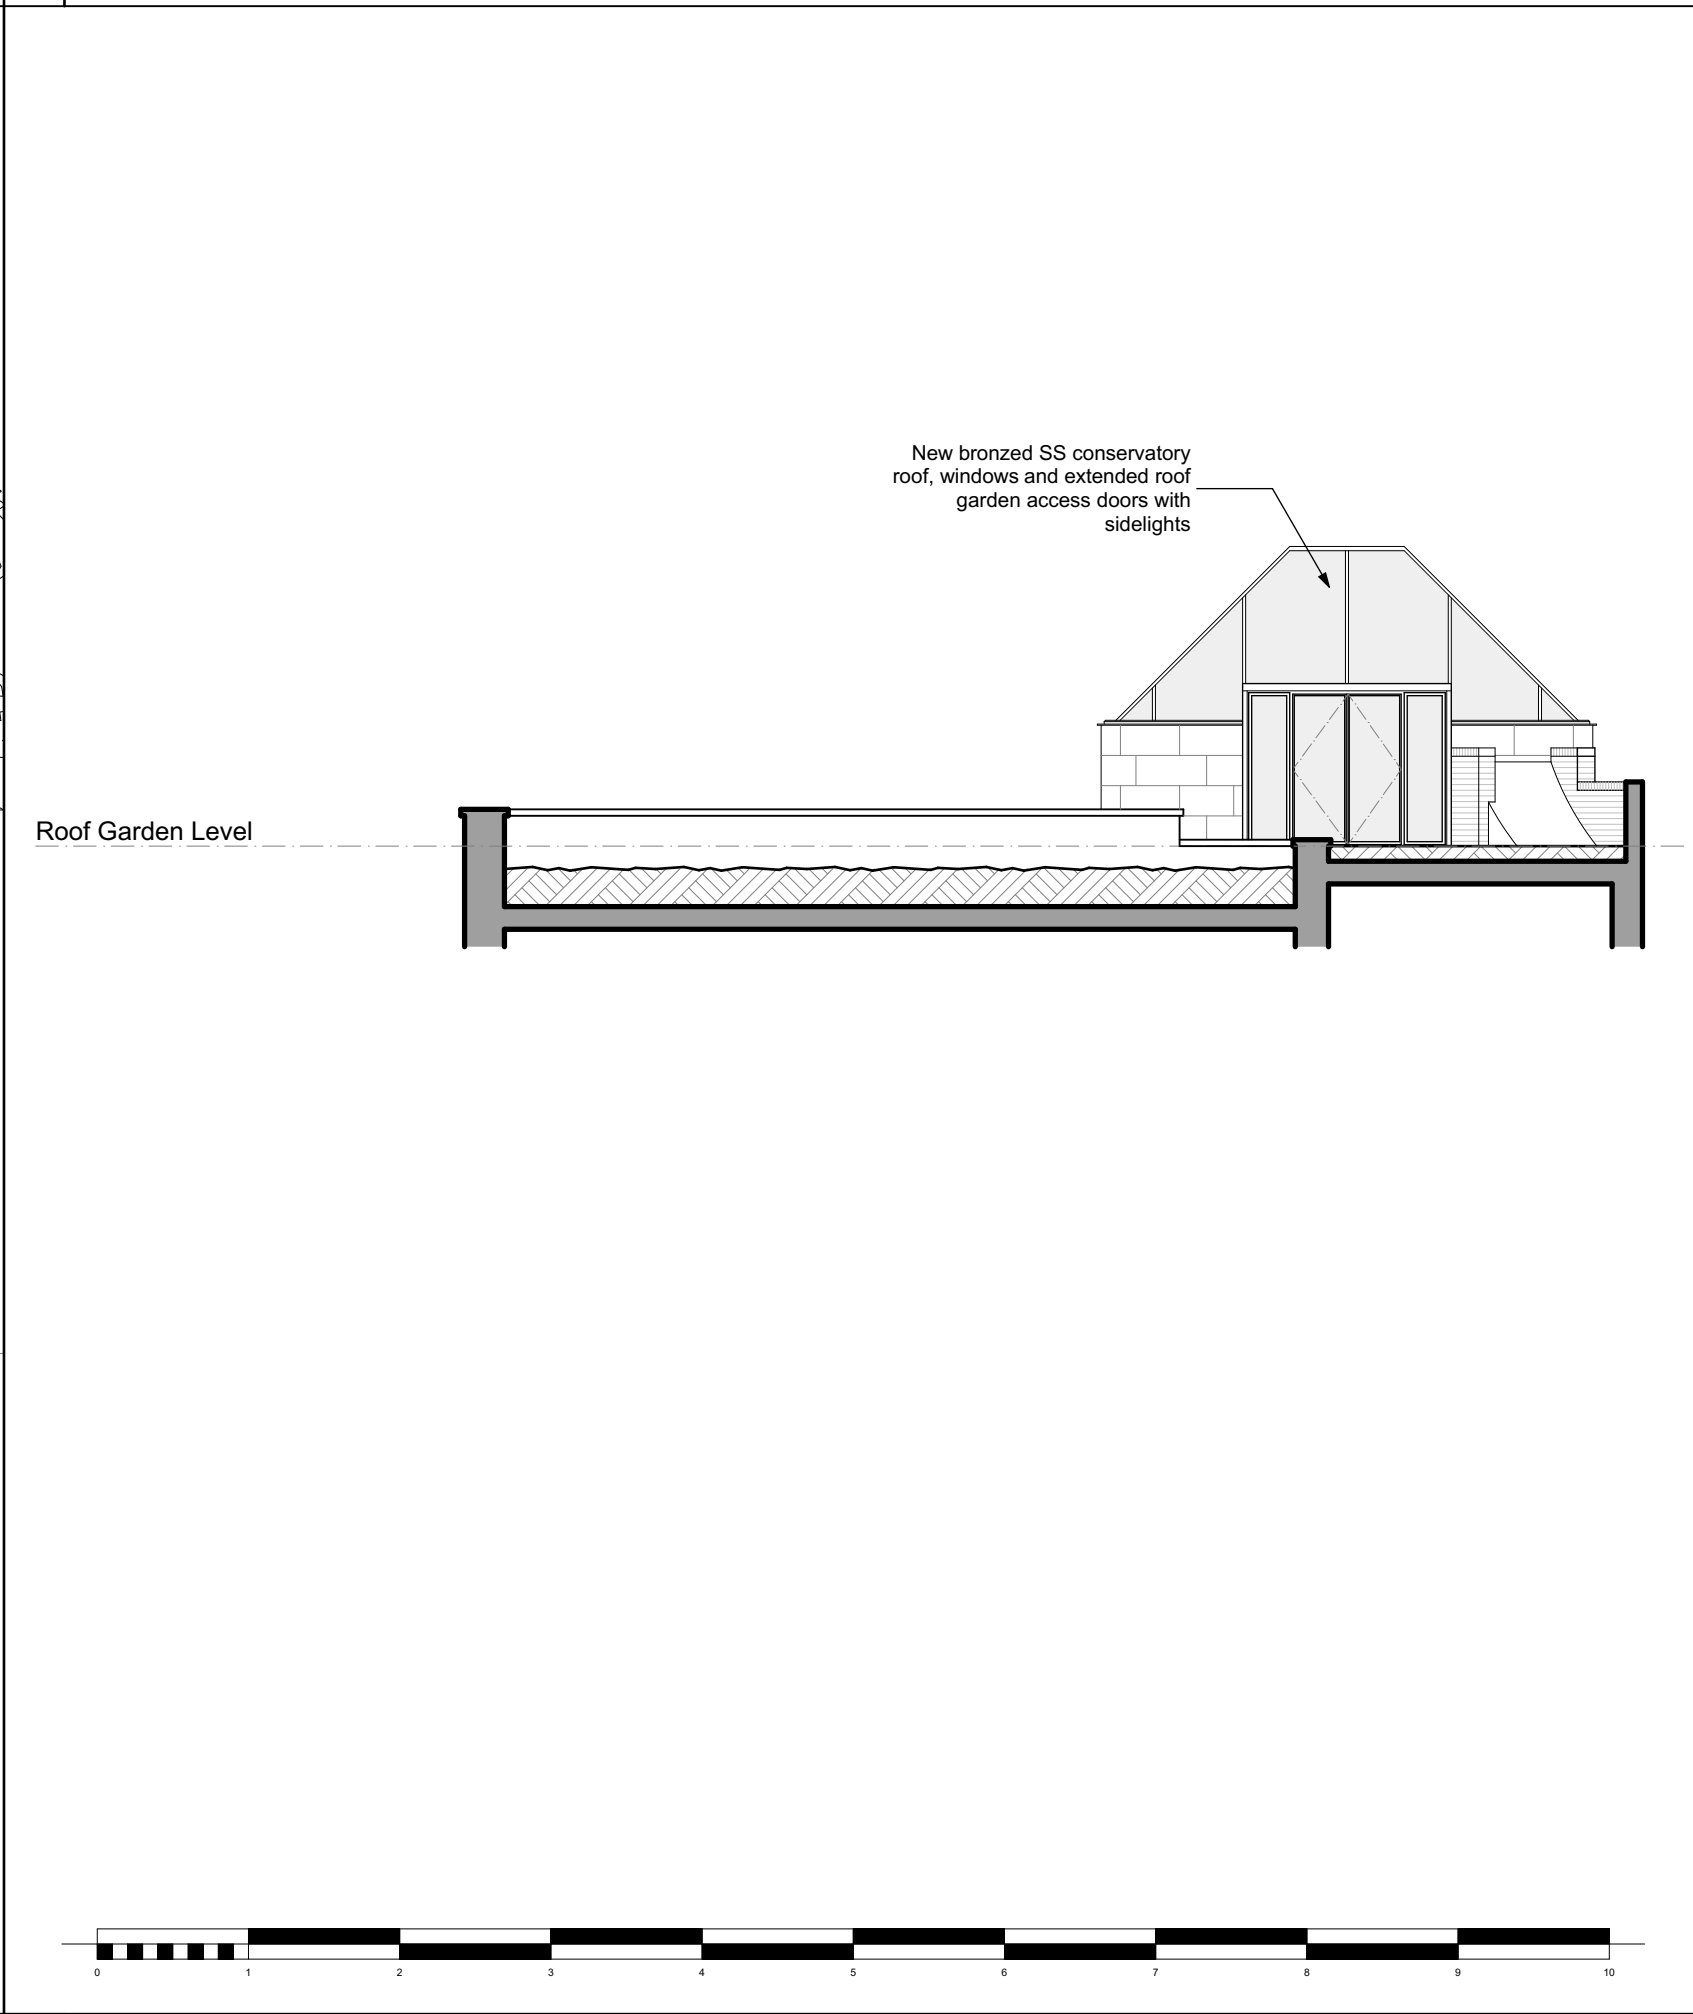 New bronzed SS conservatory
roof, windows and extended roof
garden access doors with
sidelights
Roof Garden Level
0 1 2 3 4 5 6 7 8 9 10